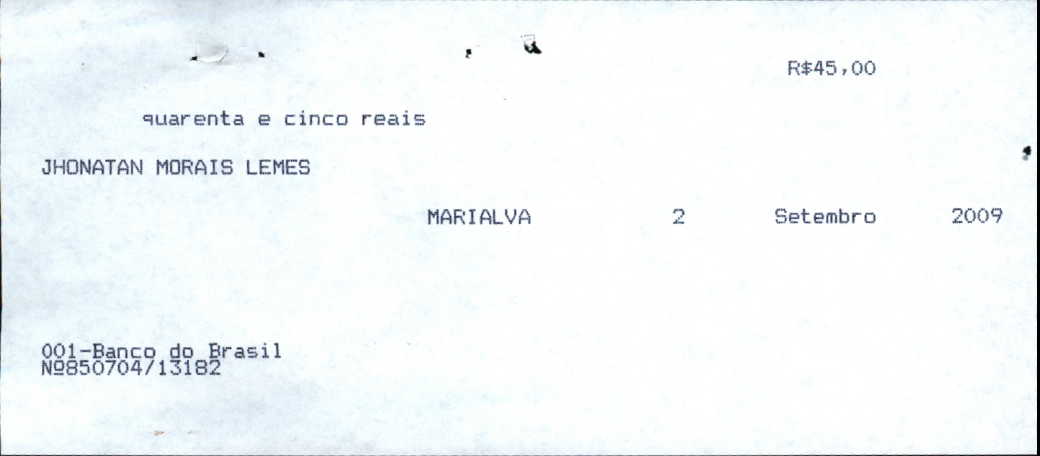 R$45,00
quarenta e cinco reais
JHONATAN MORAIS LEMES
MARIALVA 2 Setembro 2009
001-Banco do Brasil
Nº850704/13182